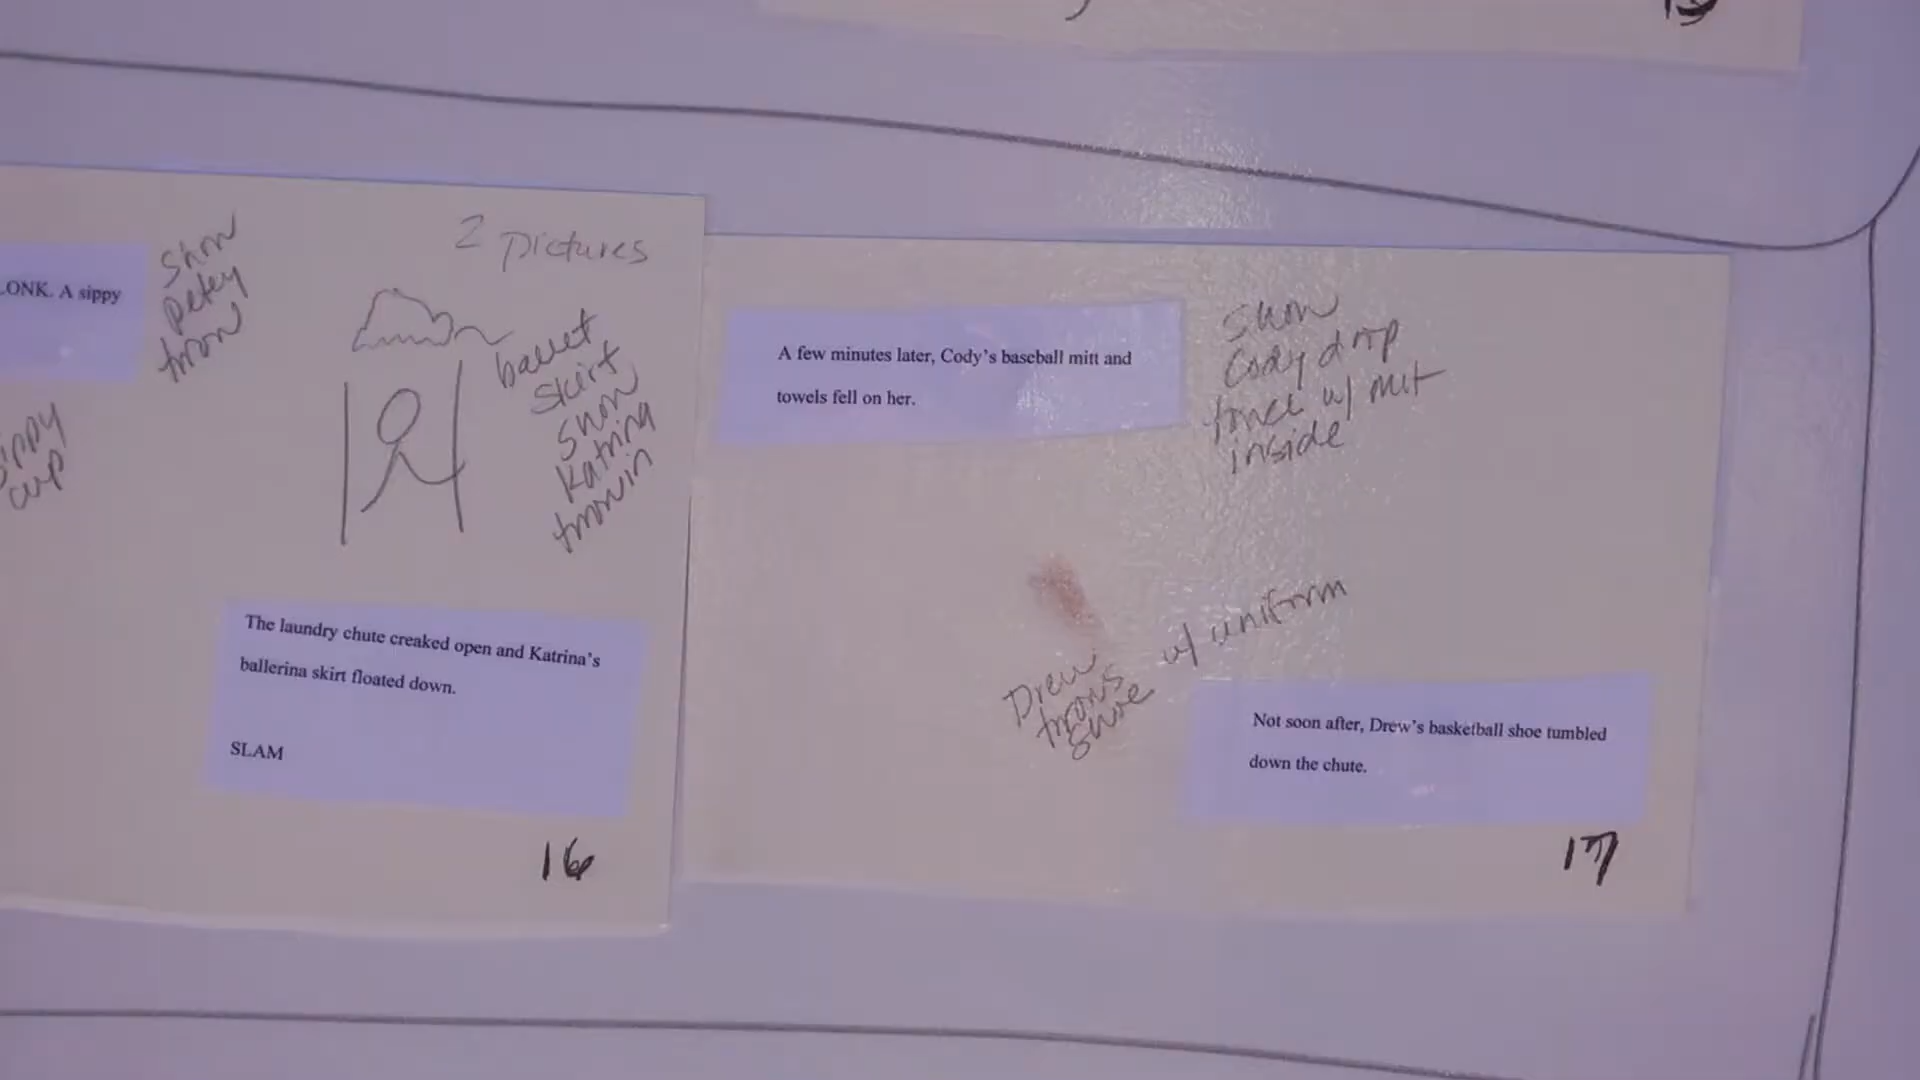 15
LONK. A sippy
Show
Petey
throw
cup
2 pictures
ballet
skirt
show
Katrina
throwin
The laundry chute creaked open and Katrina's
ballerina skirt floated down.
SLAM
16
A few minutes later, Cody's baseball mitt and
towels fell on her.
Show
Cody drop
w/ mit
inside
Drew
throws
shoe
w/ uniform
Not soon after, Drew's basketball shoe tumbled
down the chute.
17